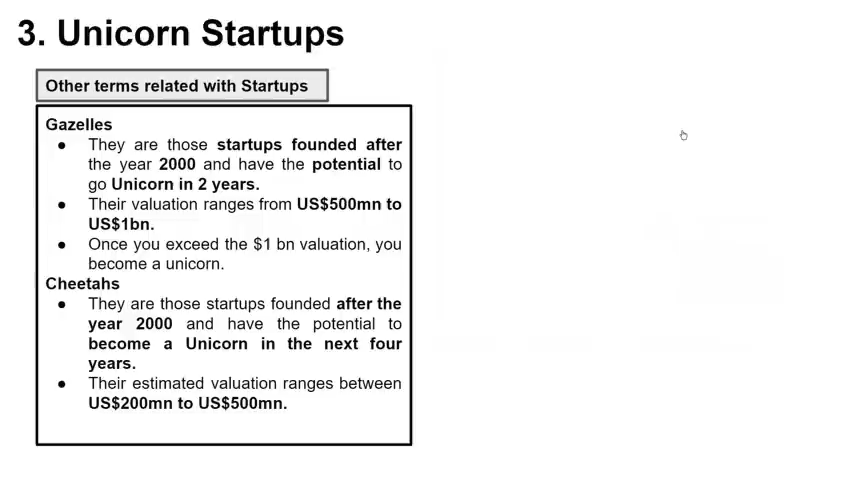 3. Unicorn Startups
Other terms related with Startups
Gazelles
● They are those startups founded after
the year 2000 and have the potential to
go Unicorn in 2 years.
● Their valuation ranges from US$500mn to
US$1bn.
● Once you exceed the $1 bn valuation, you
become a unicorn.
Cheetahs
● They are those startups founded after the
year 2000 and have the potential to
become a Unicorn in the next four
years.
● Their estimated valuation ranges between
US$200mn to US$500mn.